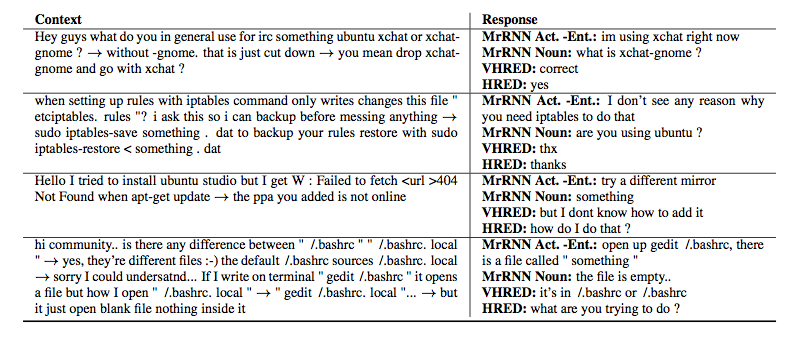 Context Response
Hey guys what do you in general use for irc something ubuntu xchat or xchat-
gnome ? → without -gnome. that is just cut down → you mean drop xchat-
gnome and go with xchat ?
MrRNN Act. -Ent.: im using xchat right now
MrRNN Noun: what is xchat-gnome ?
VHRED: correct
HRED: yes
when setting up rules with iptables command only writes changes this file "
etciptables. rules "? i ask this so i can backup before messing anything →
sudo iptables-save something . dat to backup your rules restore with sudo
iptables-restore < something . dat
MrRNN Act. -Ent.: I don't see any reason why
you need iptables to do that
MrRNN Noun: are you using ubuntu ?
VHRED: thx
HRED: thanks
Hello I tried to install ubuntu studio but I get W : Failed to fetch <url >404
Not Found when apt-get update → the ppa you added is not online
MrRNN Act. -Ent.: try a different mirror
MrRNN Noun: something
VHRED: but I dont know how to add it
HRED: how do I do that ?
hi community.. is there any difference between " /.bashrc " " /.bashrc. local
" → yes, they're different files :-) the default /.bashrc sources /.bashrc. local
→ sorry I could undersatnd... If I write on terminal " gedit /.bashrc " it opens
a file but how I open " /.bashrc. local " → " gedit /.bashrc. local "... → but
it just open blank file nothing inside it
MrRNN Act. -Ent.: open up gedit /.bashrc, there
is a file called " something "
MrRNN Noun: the file is empty..
VHRED: it's in /.bashrc or /.bashrc
HRED: what are you trying to do ?